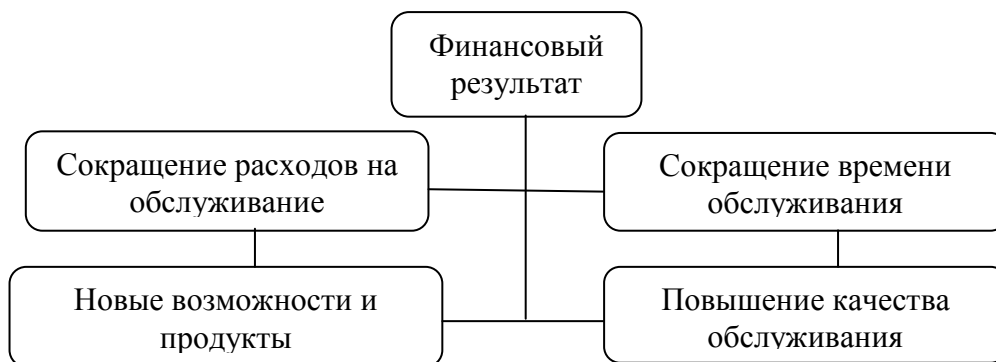 Финансовый
результат
Сокращение расходов на
обслуживание
Сокращение времени
обслуживания
Новые возможности и
продукты
Повышение качества
обслуживания